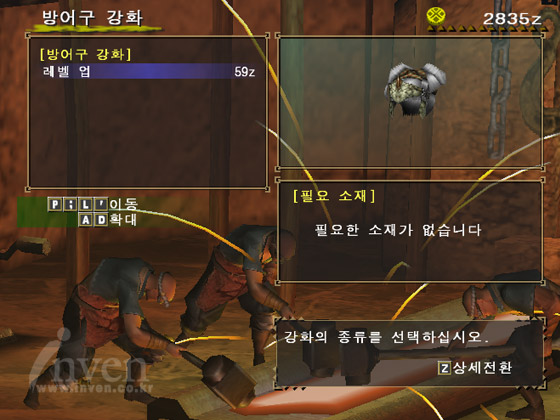 방어구 강화
2835z
[방어구 강화]
레벨 업 59z
[필요 소재]
필요한 소재가 없습니다
P ; L ' 이동
A D 확대
강화의 종류를 선택하십시오.
Z 상세전환
inven
www.inven.co.kr